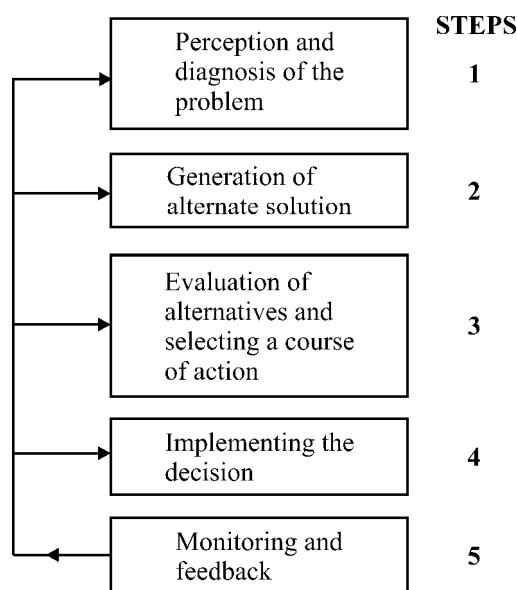 STEPS
Perception and
diagnosis of the
problem
1
Generation of
alternate solution
2
Evaluation of
alternatives and
selecting a course
of action
3
Implementing the
decision
4
Monitoring and
feedback
5